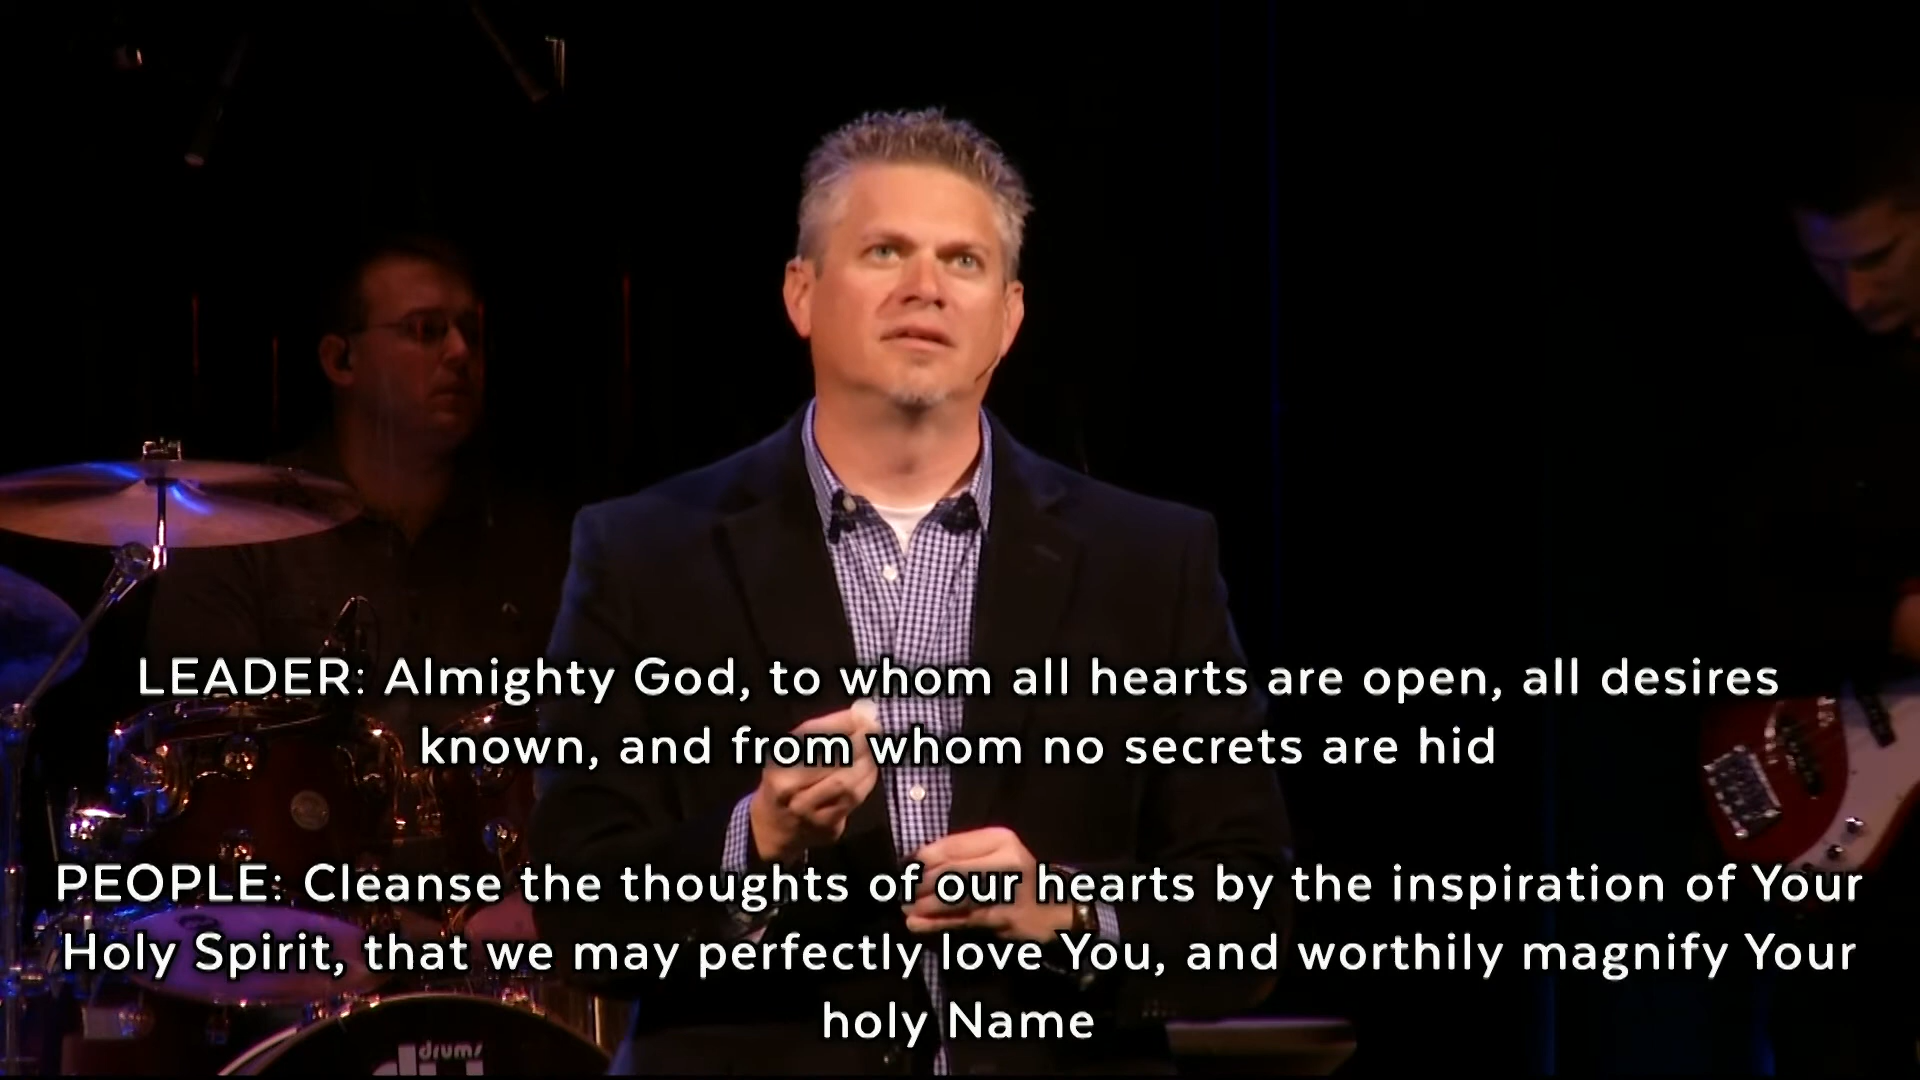 LEADER: Almighty God, to whom all hearts are open, all desires
known, and from whom no secrets are hid
PEOPLE: Cleanse the thoughts of our hearts by the inspiration of Your
Holy Spirit, that we may perfectly love You, and worthily magnify Your
holy Name
drums